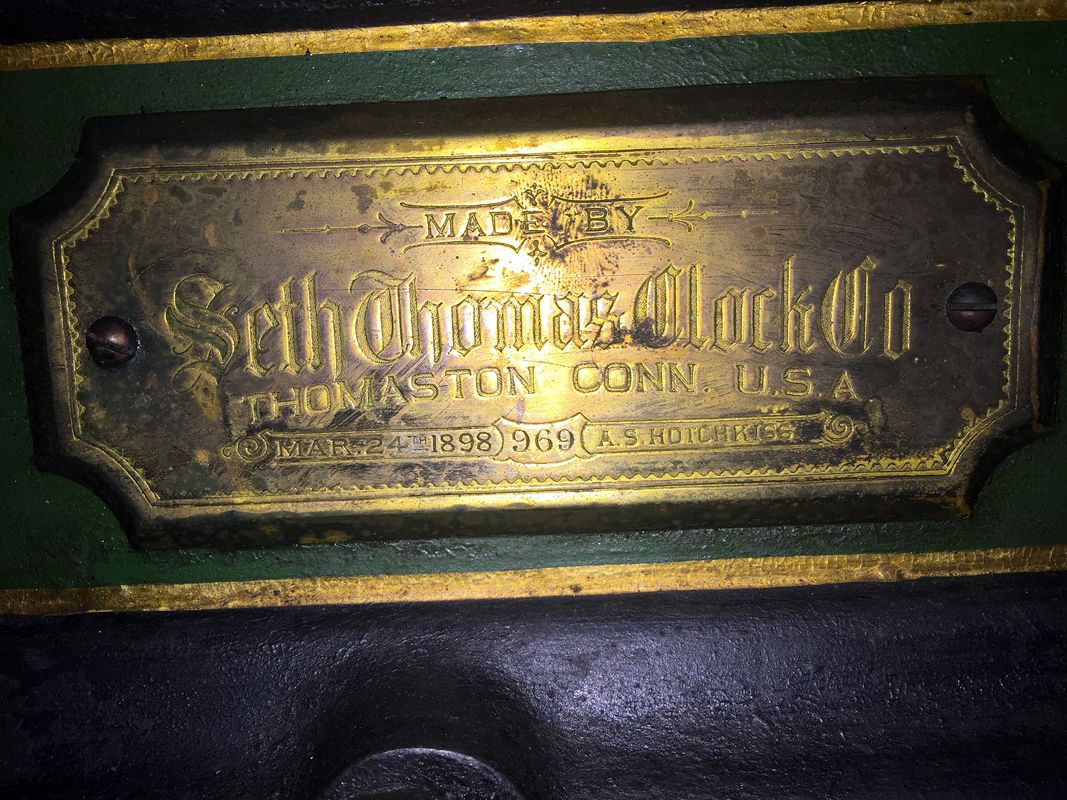 MADE BY
Seth Thomas Clock Co
THOMASTON CONN. U.S.A
MAR. 24TH 1898 969 A.S. HOTCHKISS